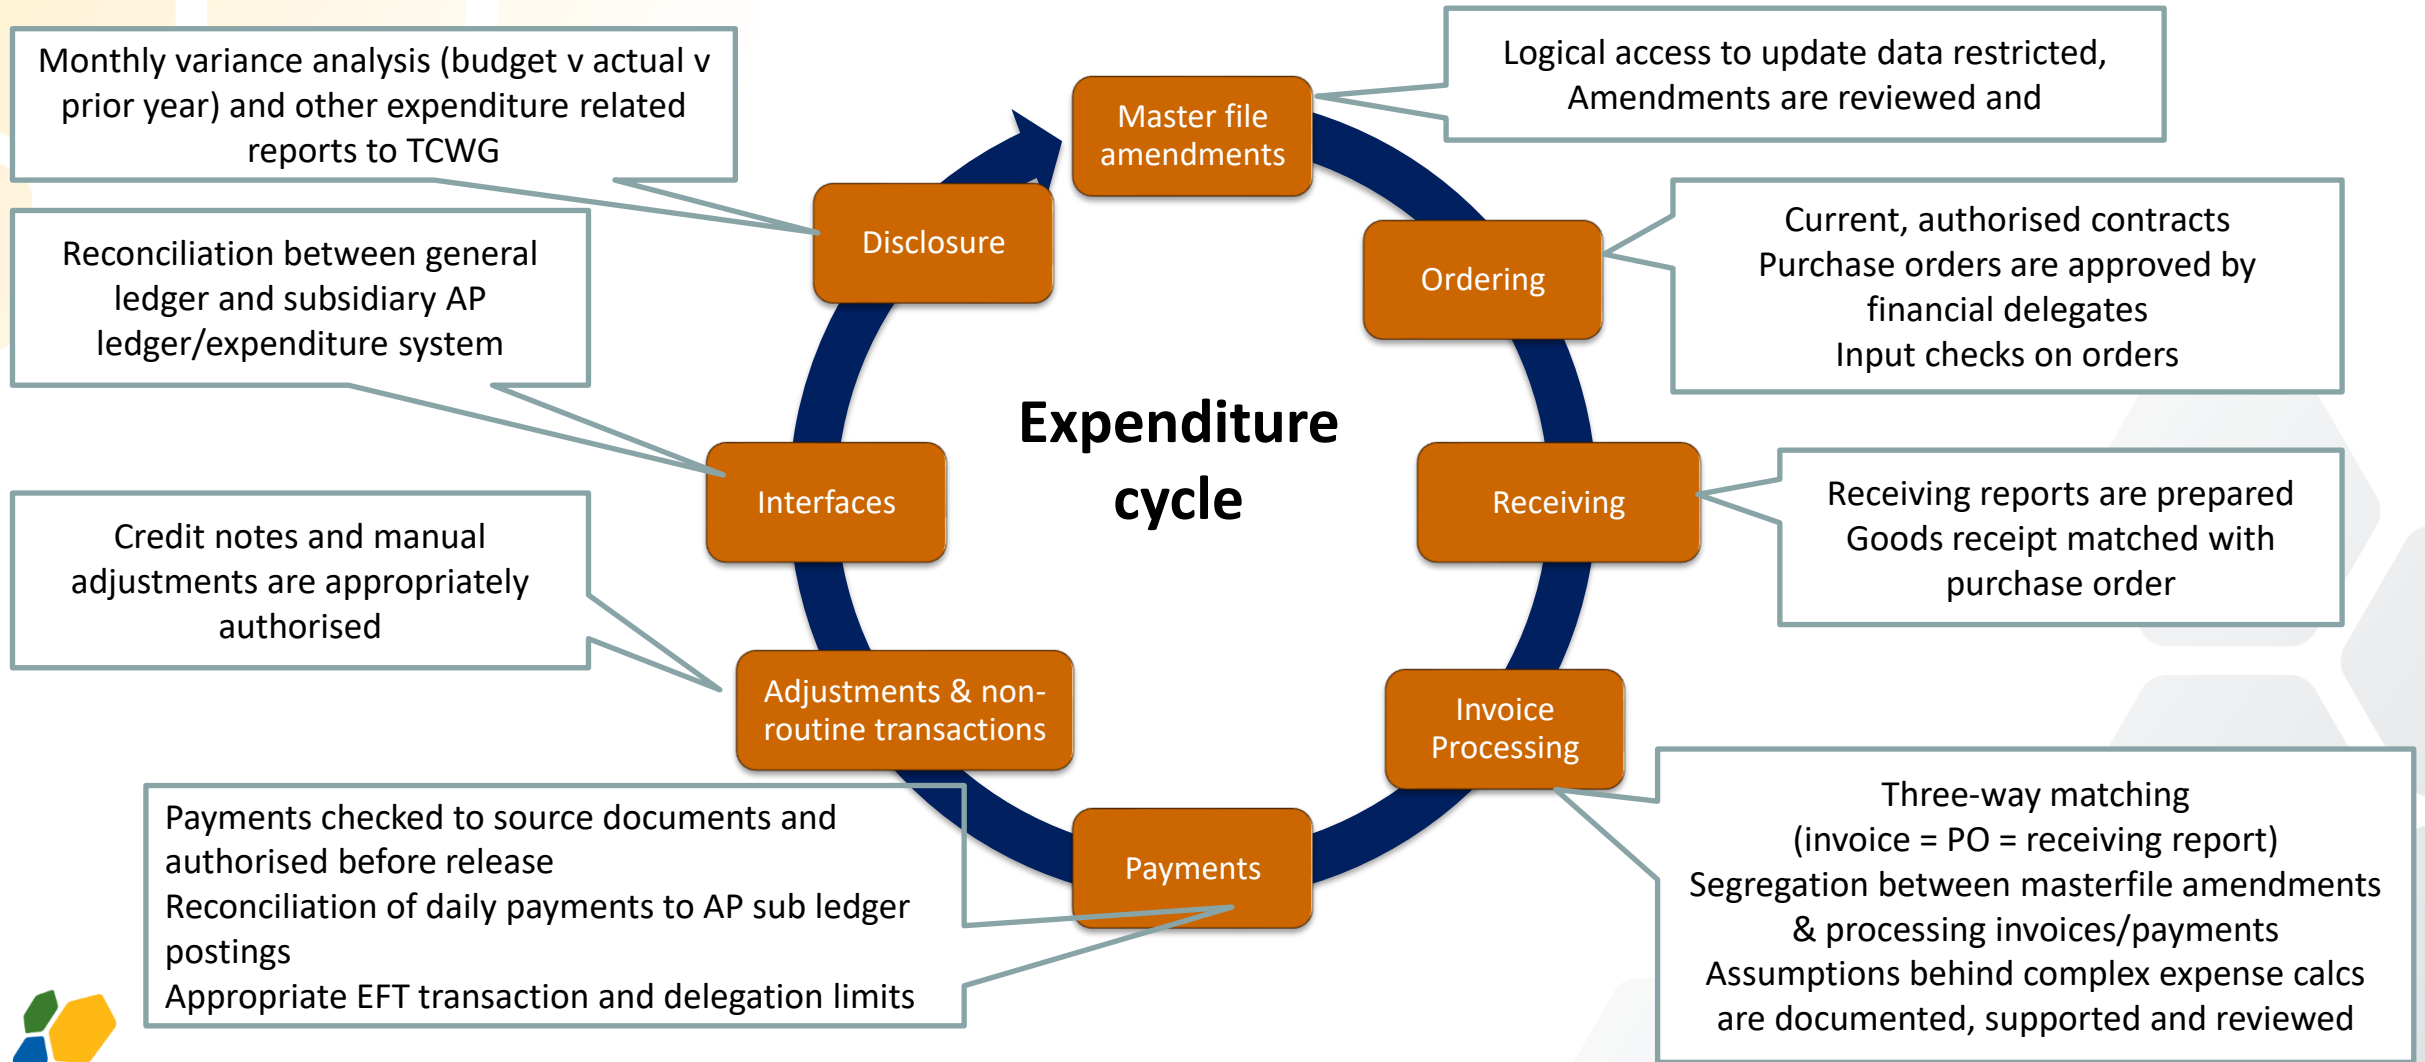 Monthly variance analysis (budget v actual v
prior year) and other expenditure related
reports to TCWG
Master file
amendments
Logical access to update data restricted,
Amendments are reviewed and
Disclosure
Ordering
Current, authorised contracts
Purchase orders are approved by
financial delegates
Input checks on orders
Reconciliation between general
ledger and subsidiary AP
ledger/expenditure system
Expenditure
cycle
Interfaces
Receiving
Receiving reports are prepared
Goods receipt matched with
purchase order
Credit notes and manual
adjustments are appropriately
authorised
Adjustments & non-
routine transactions
Invoice
Processing
Payments checked to source documents and
authorised before release
Reconciliation of daily payments to AP sub ledger
postings
Appropriate EFT transaction and delegation limits
Payments
Three-way matching
(invoice = PO = receiving report)
Segregation between masterfile amendments
& processing invoices/payments
Assumptions behind complex expense calcs
are documented, supported and reviewed